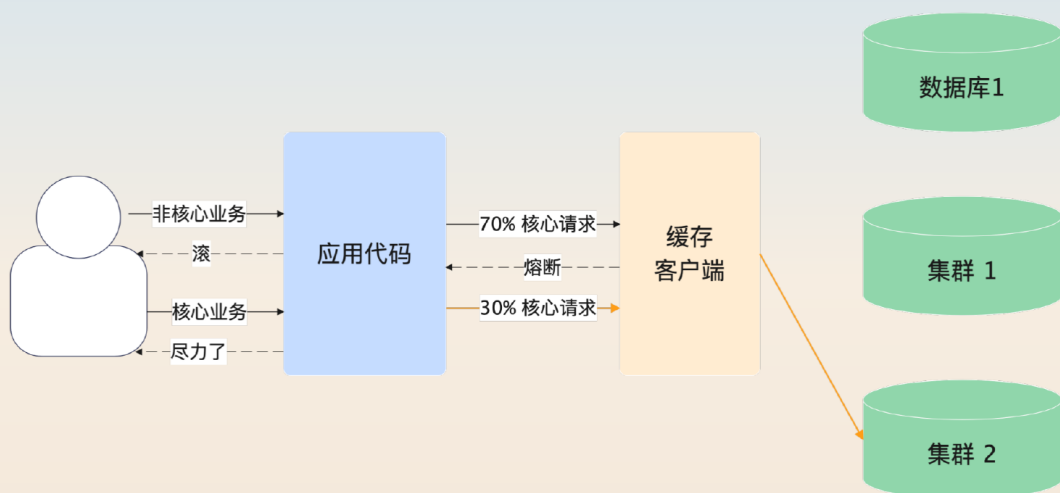 数据库1
非核心业务
滚
核心业务
尽力了
应用代码
70% 核心请求
熔断
30% 核心请求
缓存
客户端
集群 1
集群 2